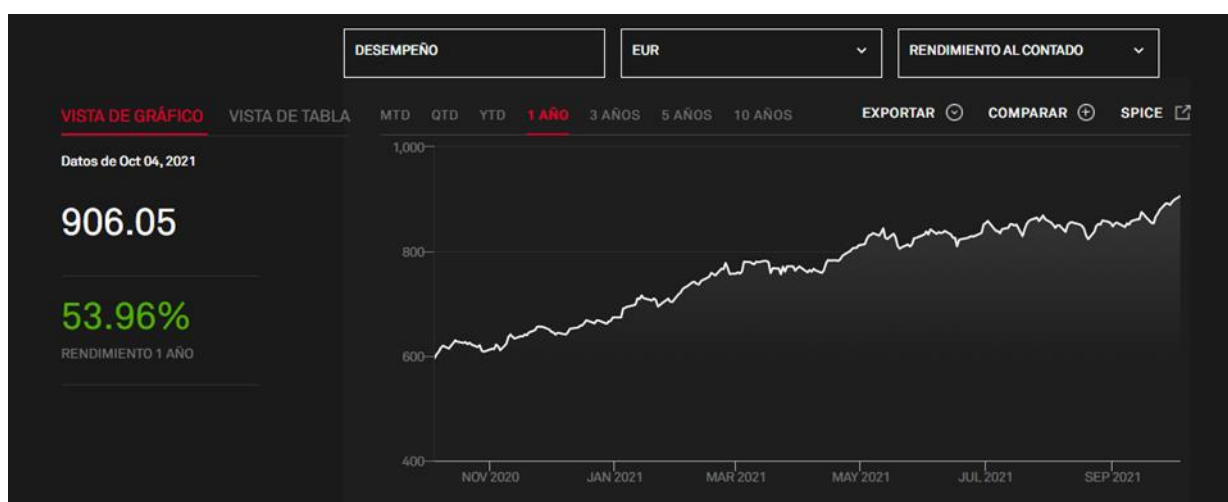 DESEMPEÑO
EUR
RENDIMIENTO AL CONTADO
VISTA DE GRÁFICO VISTA DE TABLA
MTD QTD YTD 1 AÑO 3 AÑOS 5 AÑOS 10 AÑOS
EXPORTAR COMPARAR SPICE
Datos de Oct 04, 2021
906.05
53.96%
RENDIMIENTO 1 AÑO
1,000
800
600
400
NOV 2020 JAN 2021 MAR 2021 MAY 2021 JUL 2021 SEP 2021